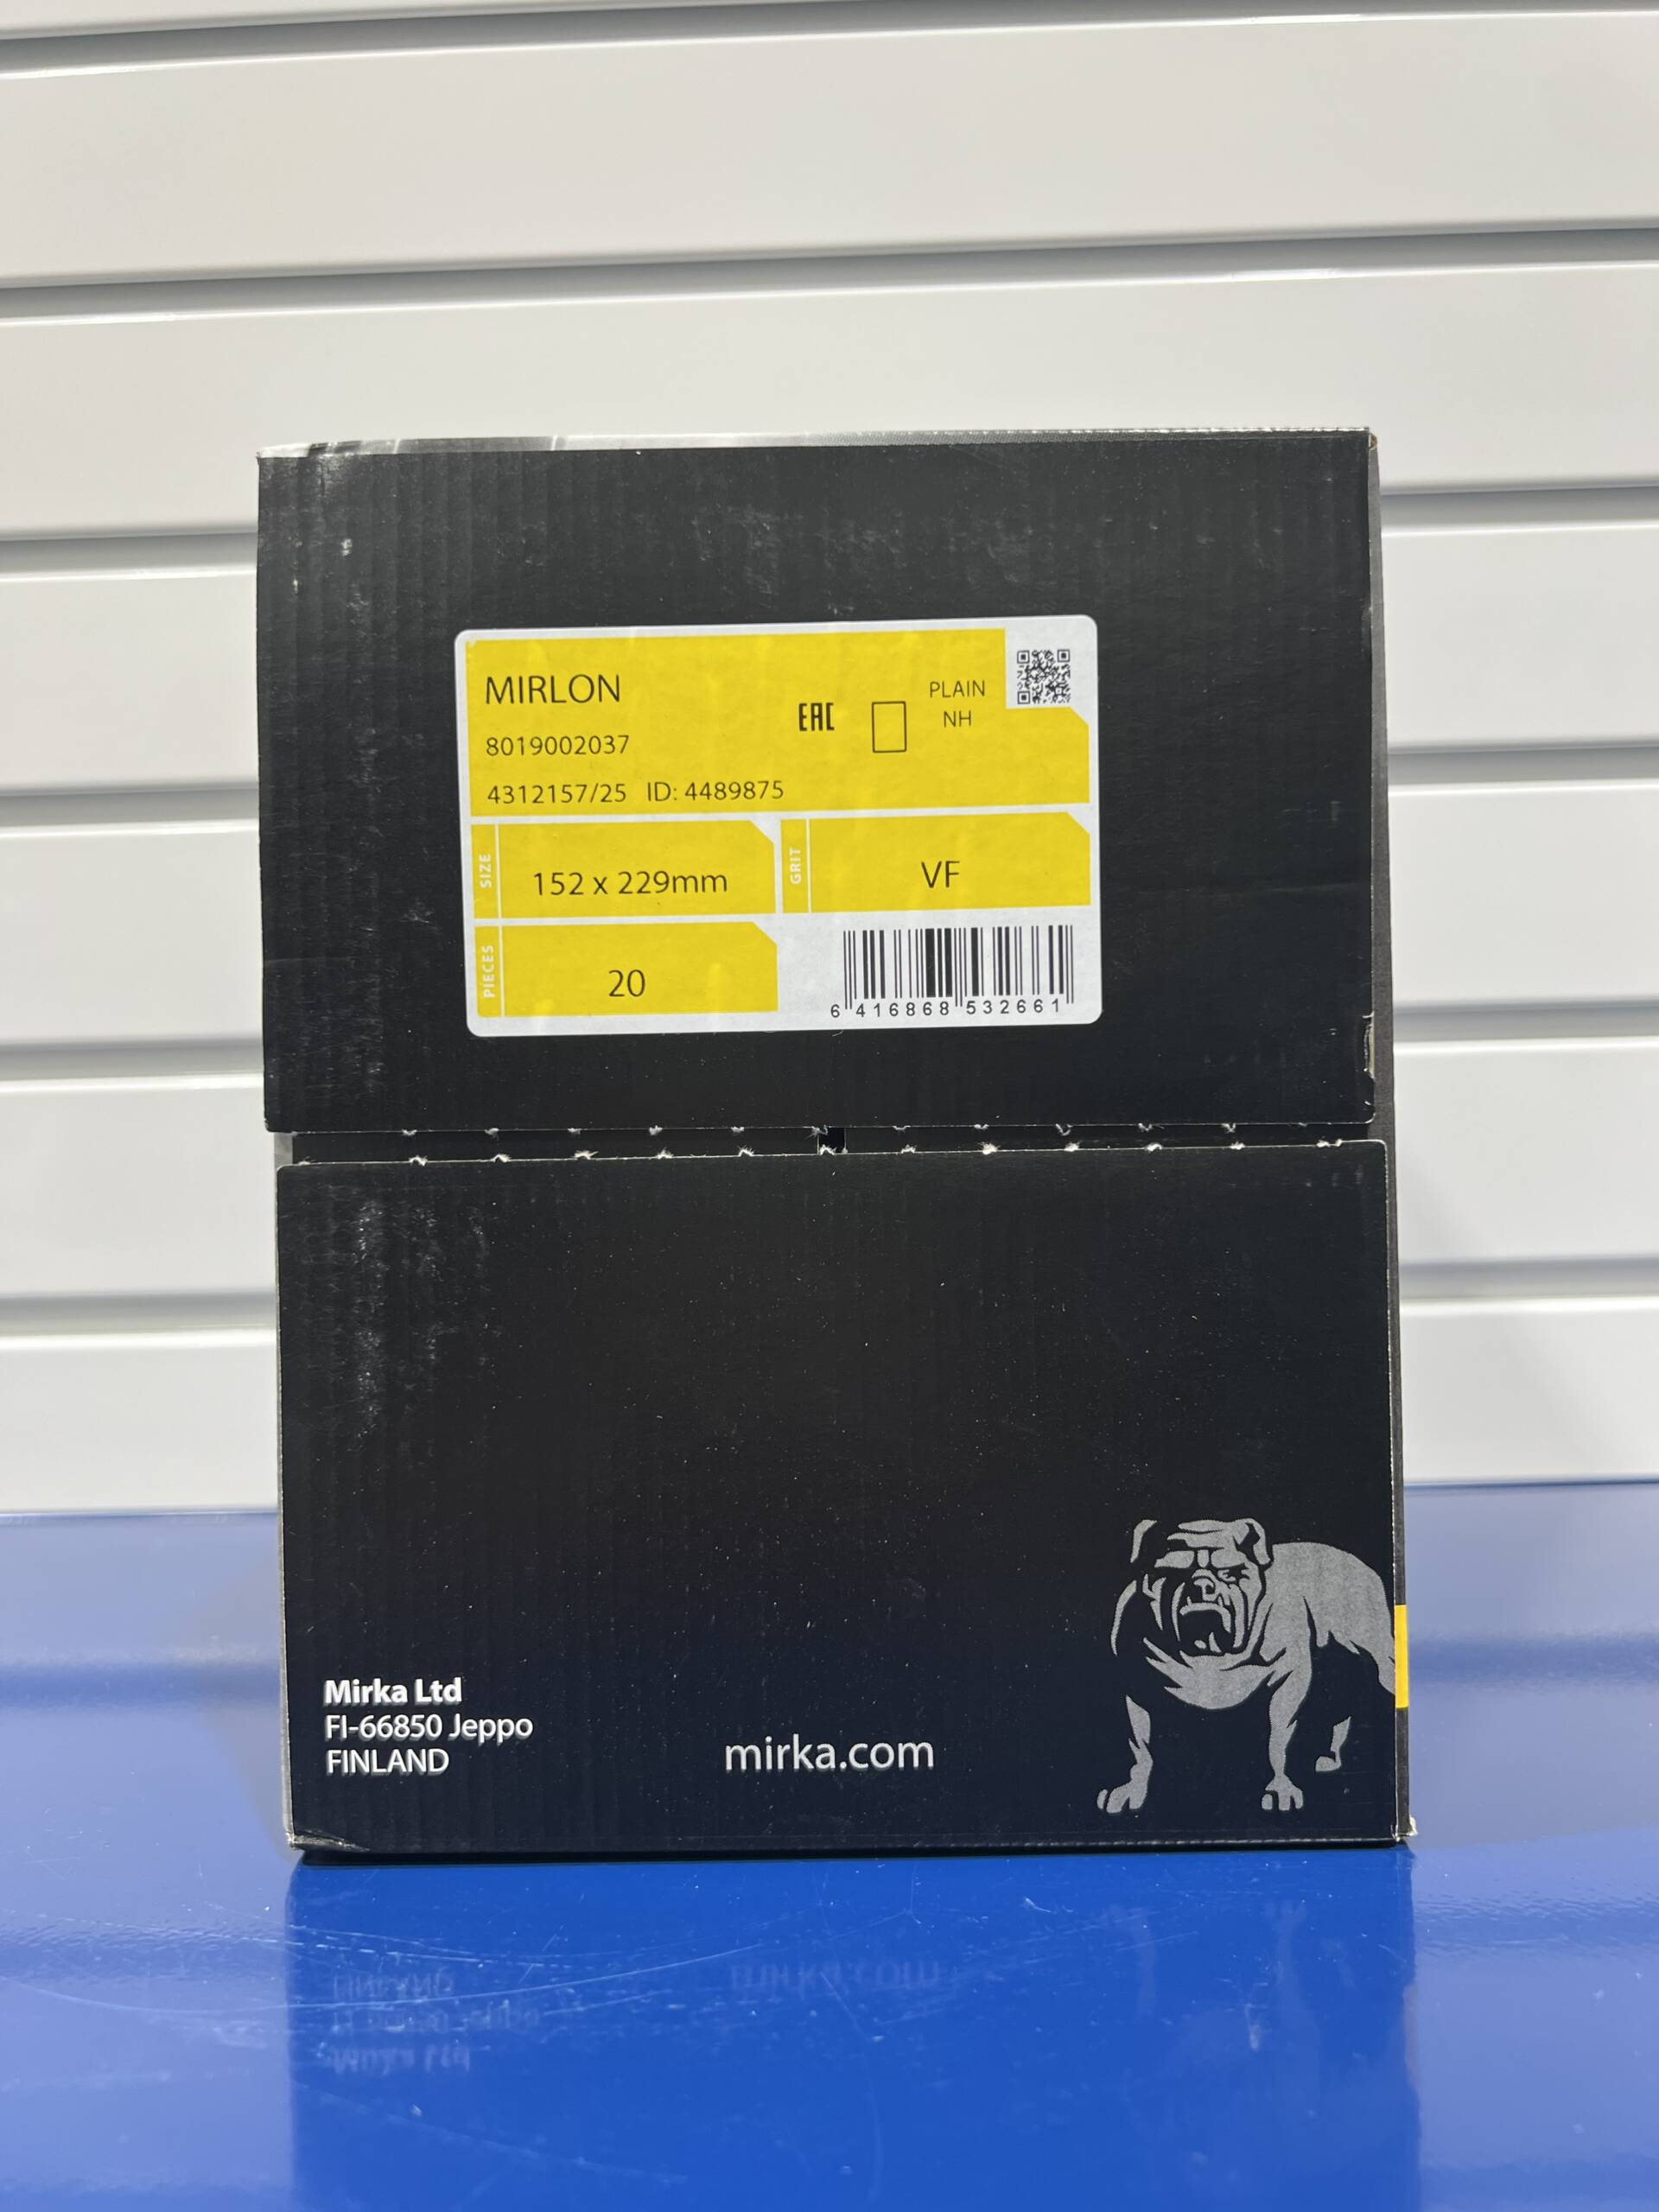 MIRLON
EAC
PLAIN
NH
8019002037
4312157/25 ID: 4489875
SIZE
152 x 229mm
GRIT
VF
PIECES
20
6 416868 532661
Mirka Ltd
FI-66850 Jeppo
FINLAND
mirka.com